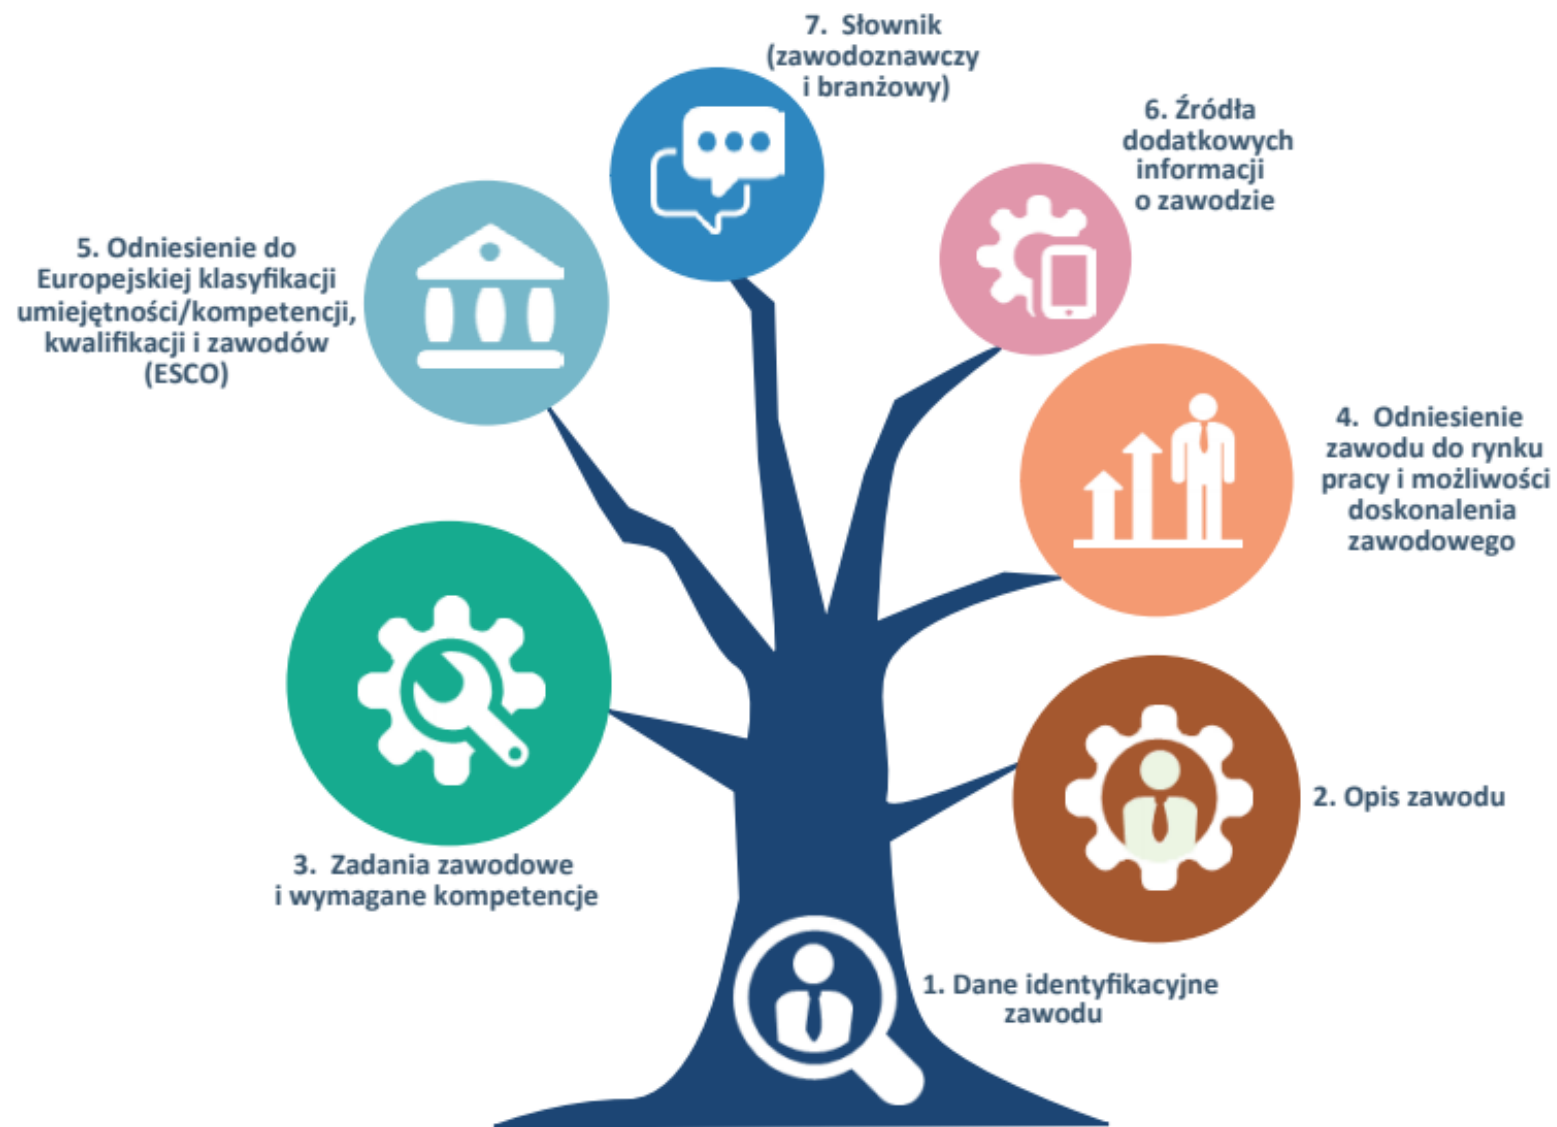 7. Słownik
(zawodoznawczy
i branżowy)
6. Źródła
dodatkowych
informacji
o zawodzie
5. Odniesienie do
Europejskiej klasyfikacji
umiejętności/kompetencji,
kwalifikacji i zawodów
(ESCO)
4. Odniesienie
zawodu do rynku
pracy i możliwości
doskonalenia
zawodowego
3. Zadania zawodowe
i wymagane kompetencje
2. Opis zawodu
1. Dane identyfikacyjne
zawodu